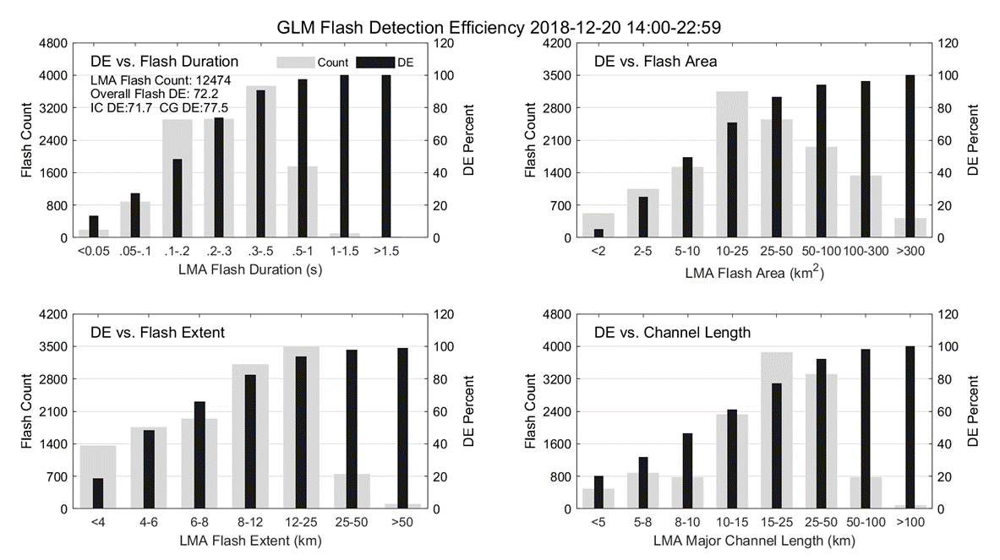 GLM Flash Detection Efficiency 2018-12-20 14:00-22:59
DE vs. Flash Duration
Count DE
LMA Flash Count: 12474
Overall Flash DE: 72.2
IC DE:71.7 CG DE:77.5
4800
4000
3200
2400
1600
800
0
Flash Count
120
100
80
60
40
20
0
DE Percent
<0.05 .05-.1 .1-.2 .2-.3 .3-.5 .5-1 1-1.5 >1.5
LMA Flash Duration (s)
DE vs. Flash Area
4200
3500
2800
2100
1400
700
0
Flash Count
120
100
80
60
40
20
0
DE Percent
<2 2-5 5-10 10-25 25-50 50-100 100-300 >300
LMA Flash Area (km²)
DE vs. Flash Extent
4200
3500
2800
2100
1400
700
0
Flash Count
120
100
80
60
40
20
0
DE Percent
<4 4-6 6-8 8-12 12-25 25-50 >50
LMA Flash Extent (km)
DE vs. Channel Length
4800
4000
3200
2400
1600
800
0
Flash Count
120
100
80
60
40
20
0
DE Percent
<5 5-8 8-10 10-15 15-25 25-50 50-100 >100
LMA Major Channel Length (km)